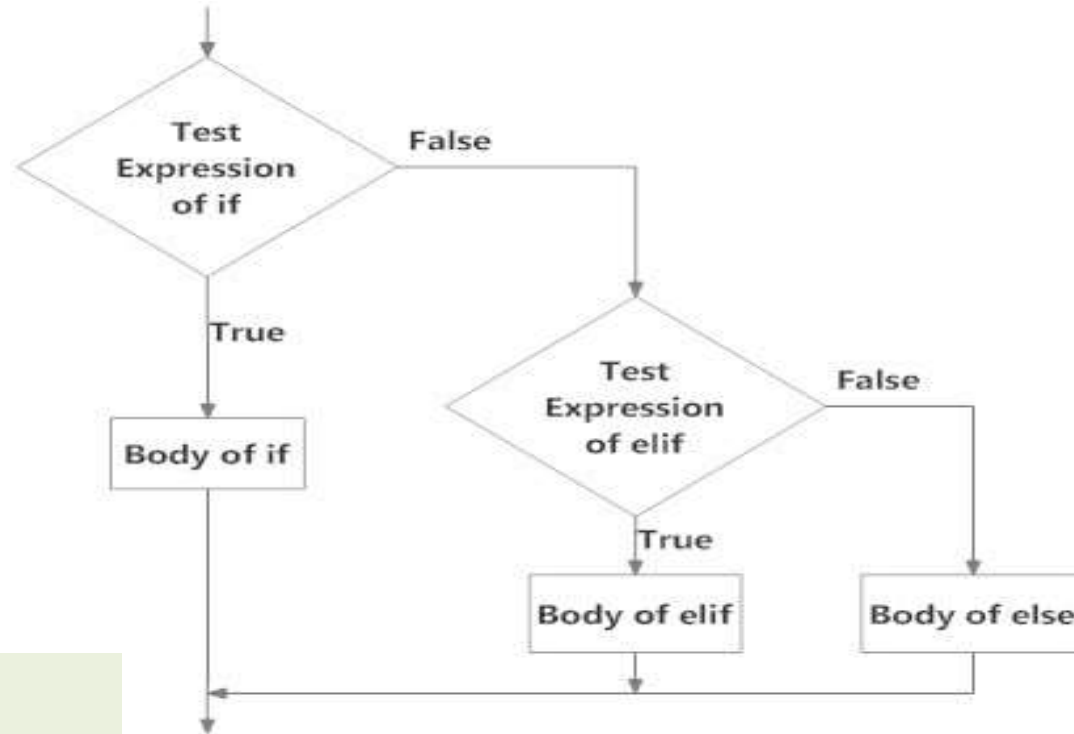 Test
Expression
of if
False
True
Body of if
Test
Expression
of elif
False
True
Body of elif
Body of else